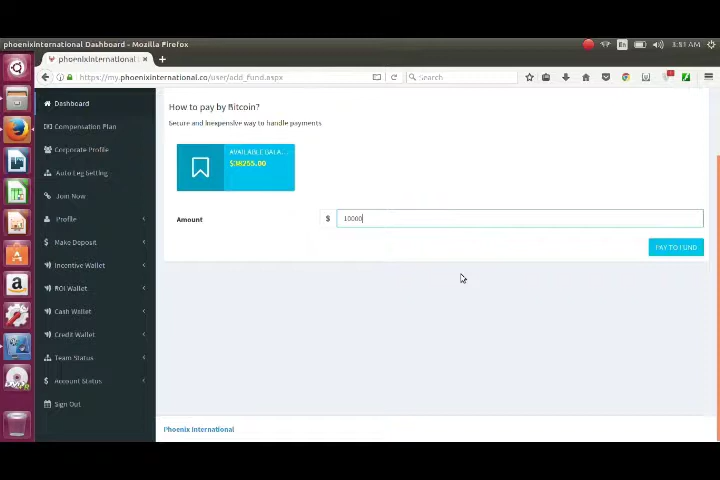 phoenixinternational Dashboard - Mozilla Firefox
En
3:51 AM
phoenixinternational
https://my.phoenixinternational.co/user/add_fund.aspx
Search
Dashboard
Compensation Plan
Corporate Profile
Auto Leg Setting
Join Now
Profile
Make Deposit
Incentive Wallet
ROI Wallet
Cash Wallet
Credit Wallet
Team Status
Account Status
Sign Out
How to pay by Bitcoin?
Secure and inexpensive way to handle payments
AVAILABLE BALA...
$38255.00
Amount
$
10000
PAY TO FUND
Phoenix International